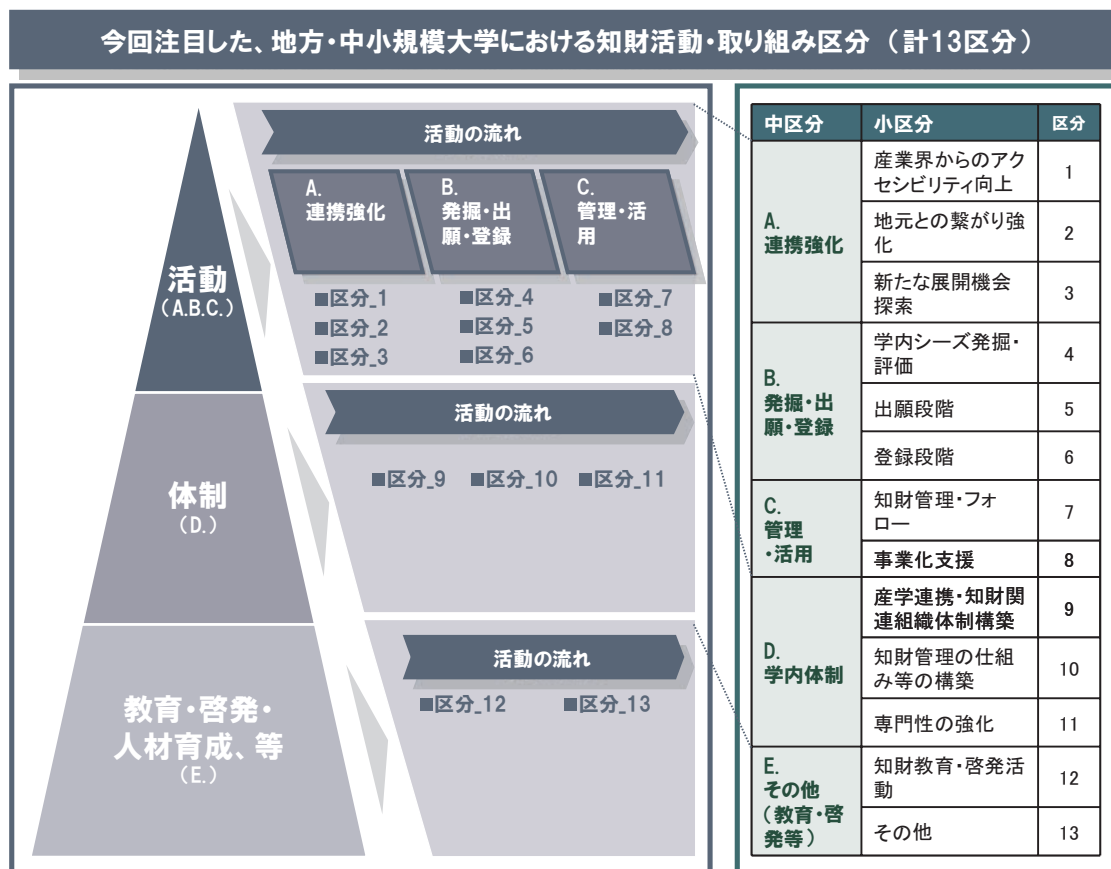 今回注目した、地方・中小規模大学における知財活動・取り組み区分 （計13区分）
活動
（A.B.C.）
体制
（D.）
教育・啓発・
人材育成、等
（E.）
活動の流れ
A.
連携強化
B.
発掘・出
願・登録
C.
管理・活
用
■区分_1
■区分_2
■区分_3
■区分_4
■区分_5
■区分_6
■区分_7
■区分_8
活動の流れ
■区分_9 ■区分_10 ■区分_11
活動の流れ
■区分_12 ■区分_13
中区分 小区分 区分
A.
連携強化
産業界からのアク
セシビリティ向上
1
地元との繋がり強
化
2
新たな展開機会
探索
3
B.
発掘・出
願・登録
学内シーズ発掘・
評価
4
出願段階 5
登録段階 6
C.
管理
・活用
知財管理・フォ
ロー
7
事業化支援 8
D.
学内体制
産学連携・知財関
連組織体制構築
9
知財管理の仕組
み等の構築
10
専門性の強化 11
E.
その他
（教育・啓
発等）
知財教育・啓発活
動
12
その他 13